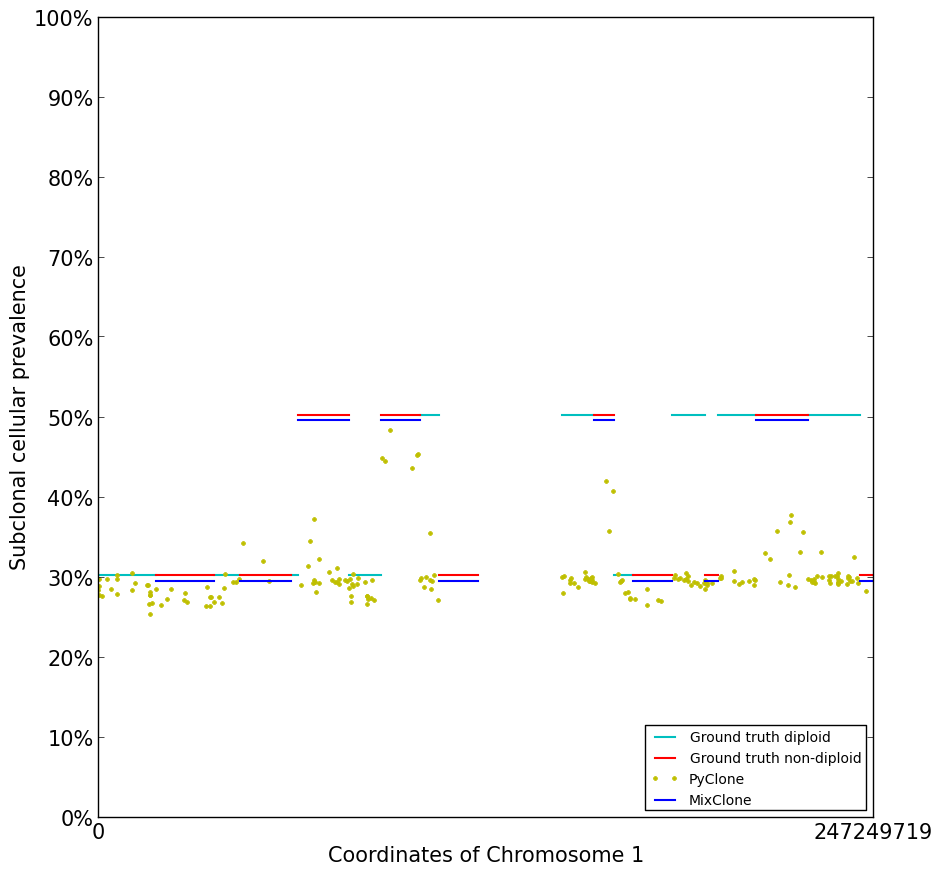 100%
90%
80%
70%
60%
50%
40%
30%
20%
10%
0%
Subclonal cellular prevalence
Ground truth diploid
Ground truth non-diploid
PyClone
MixClone
0
247249719
Coordinates of Chromosome 1